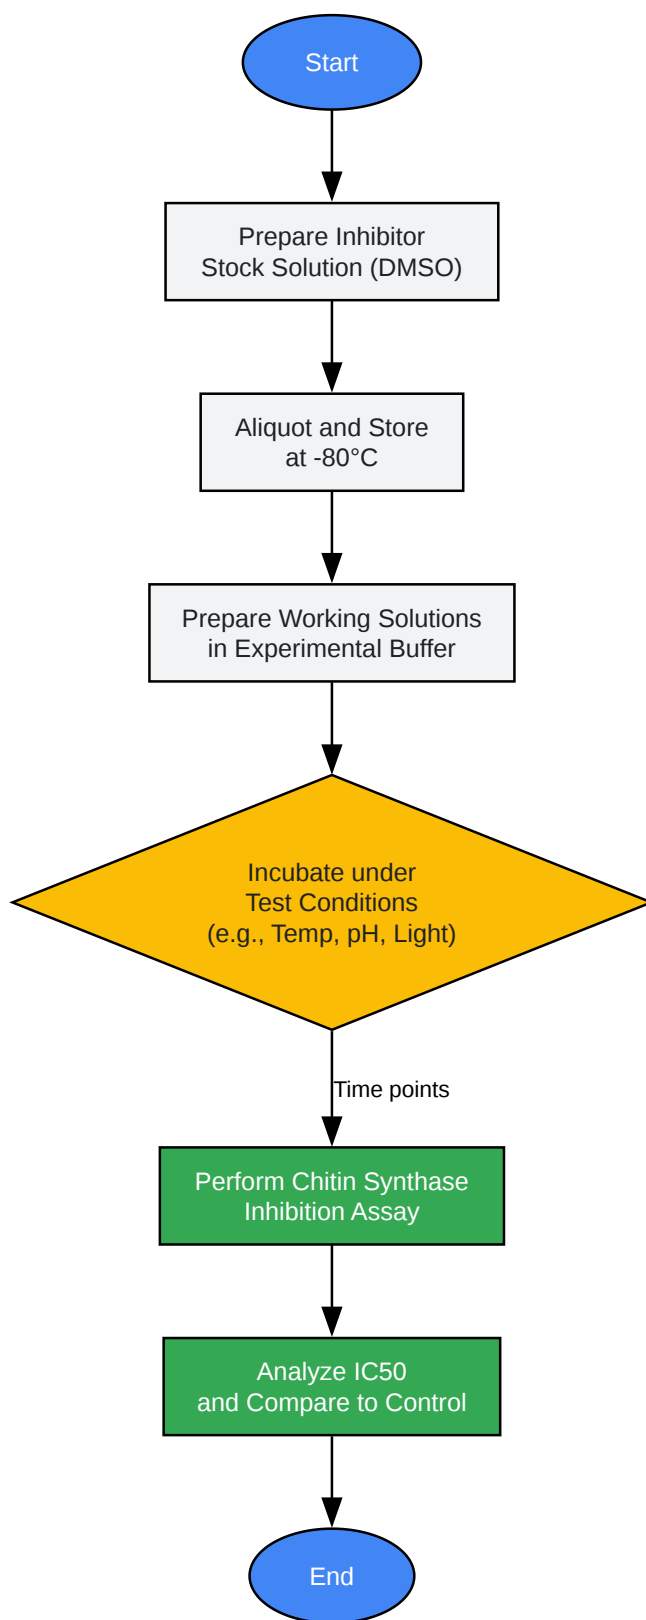 Start
Prepare Inhibitor
Stock Solution (DMSO)
Aliquot and Store
at -80°C
Prepare Working Solutions
in Experimental Buffer
Incubate under
Test Conditions
(e.g., Temp, pH, Light)
Time points
Perform Chitin Synthase
Inhibition Assay
Analyze IC50
and Compare to Control
End